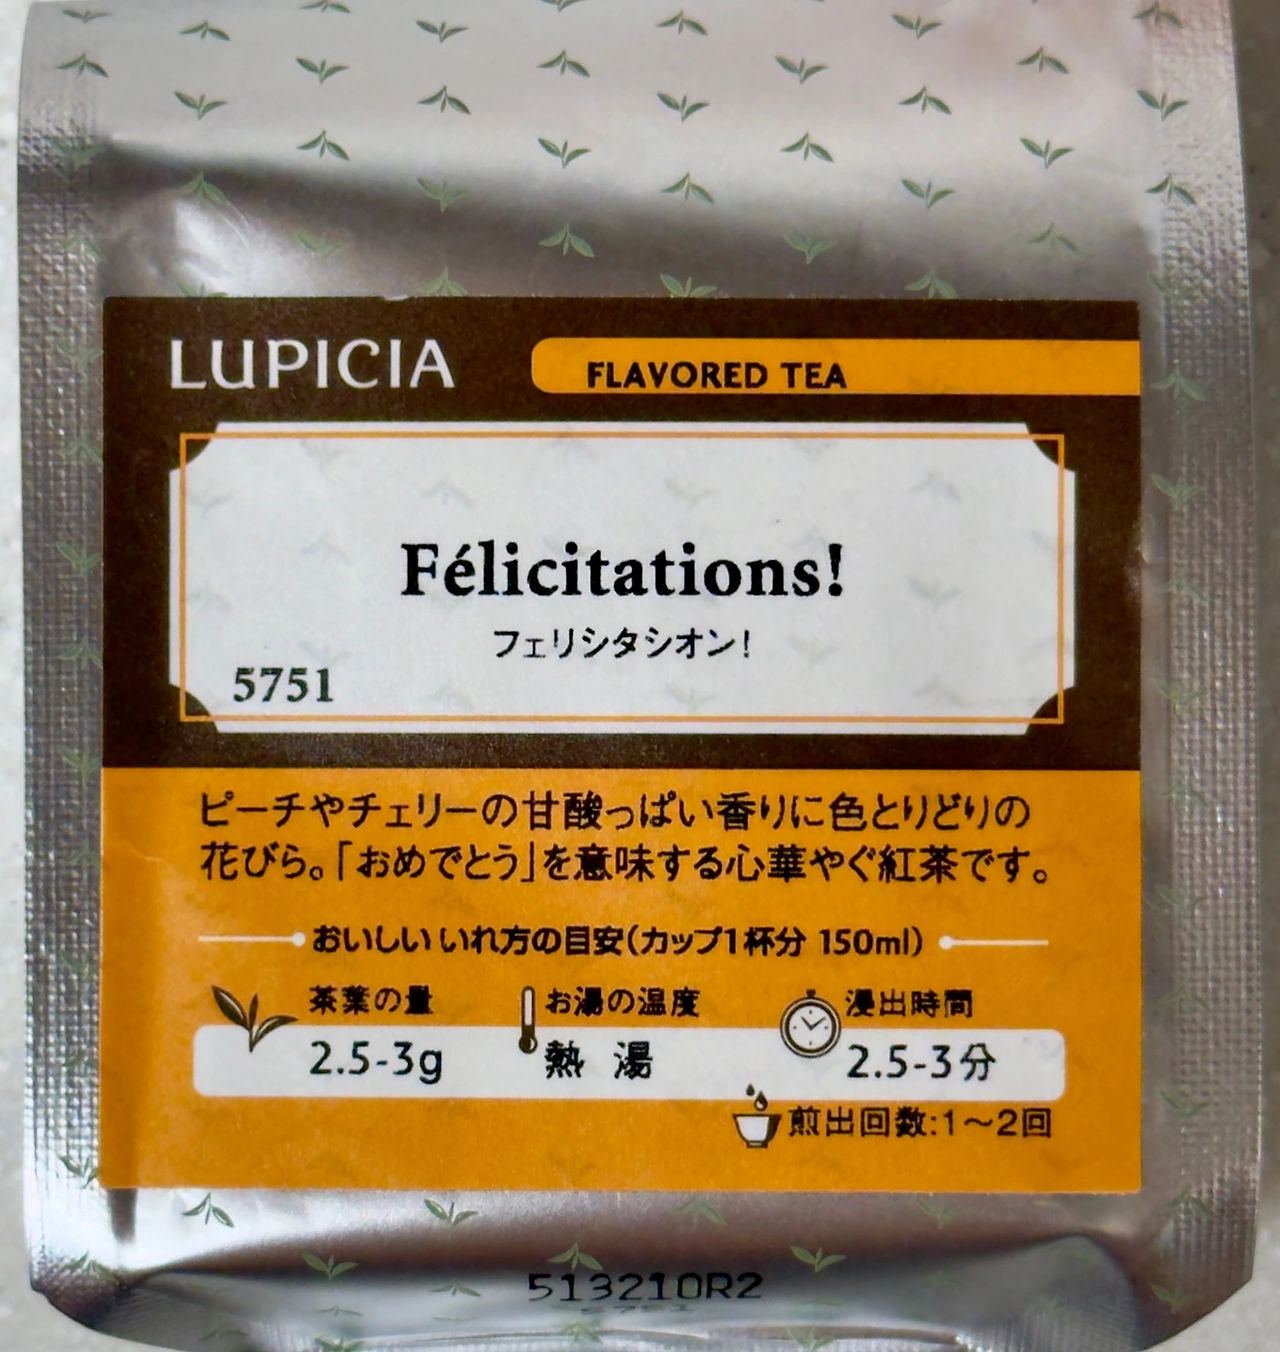 LUPICIA
FLAVORED TEA
Félicitations!
フェリシタシオン!
5751
ピーチやチェリーの甘酸っぱい香りに色とりどりの
花びら。「おめでとう」を意味する心華やぐ紅茶です。
おいしいいれ方の目安(カップ1杯分 150ml)
茶葉の量 お湯の温度 浸出時間
2.5-3g 熱湯 2.5-3分
煎出回数:1〜2回
513210R2
5751